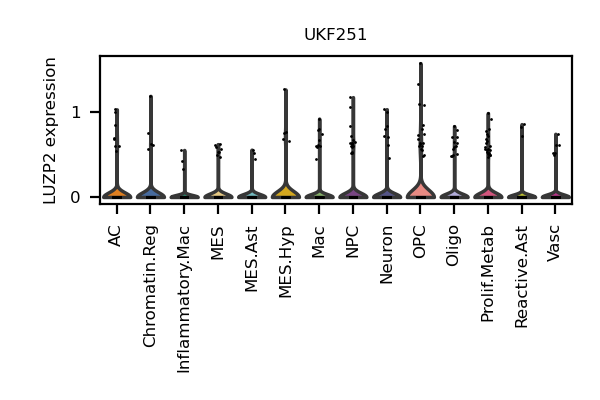 UKF251
LUZP2 expression
1
0
AC
Chromatin.Reg
Inflammatory.Mac
MES
MES.Ast
MES.Hyp
Mac
NPC
Neuron
OPC
Oligo
Prolif.Metab
Reactive.Ast
Vasc